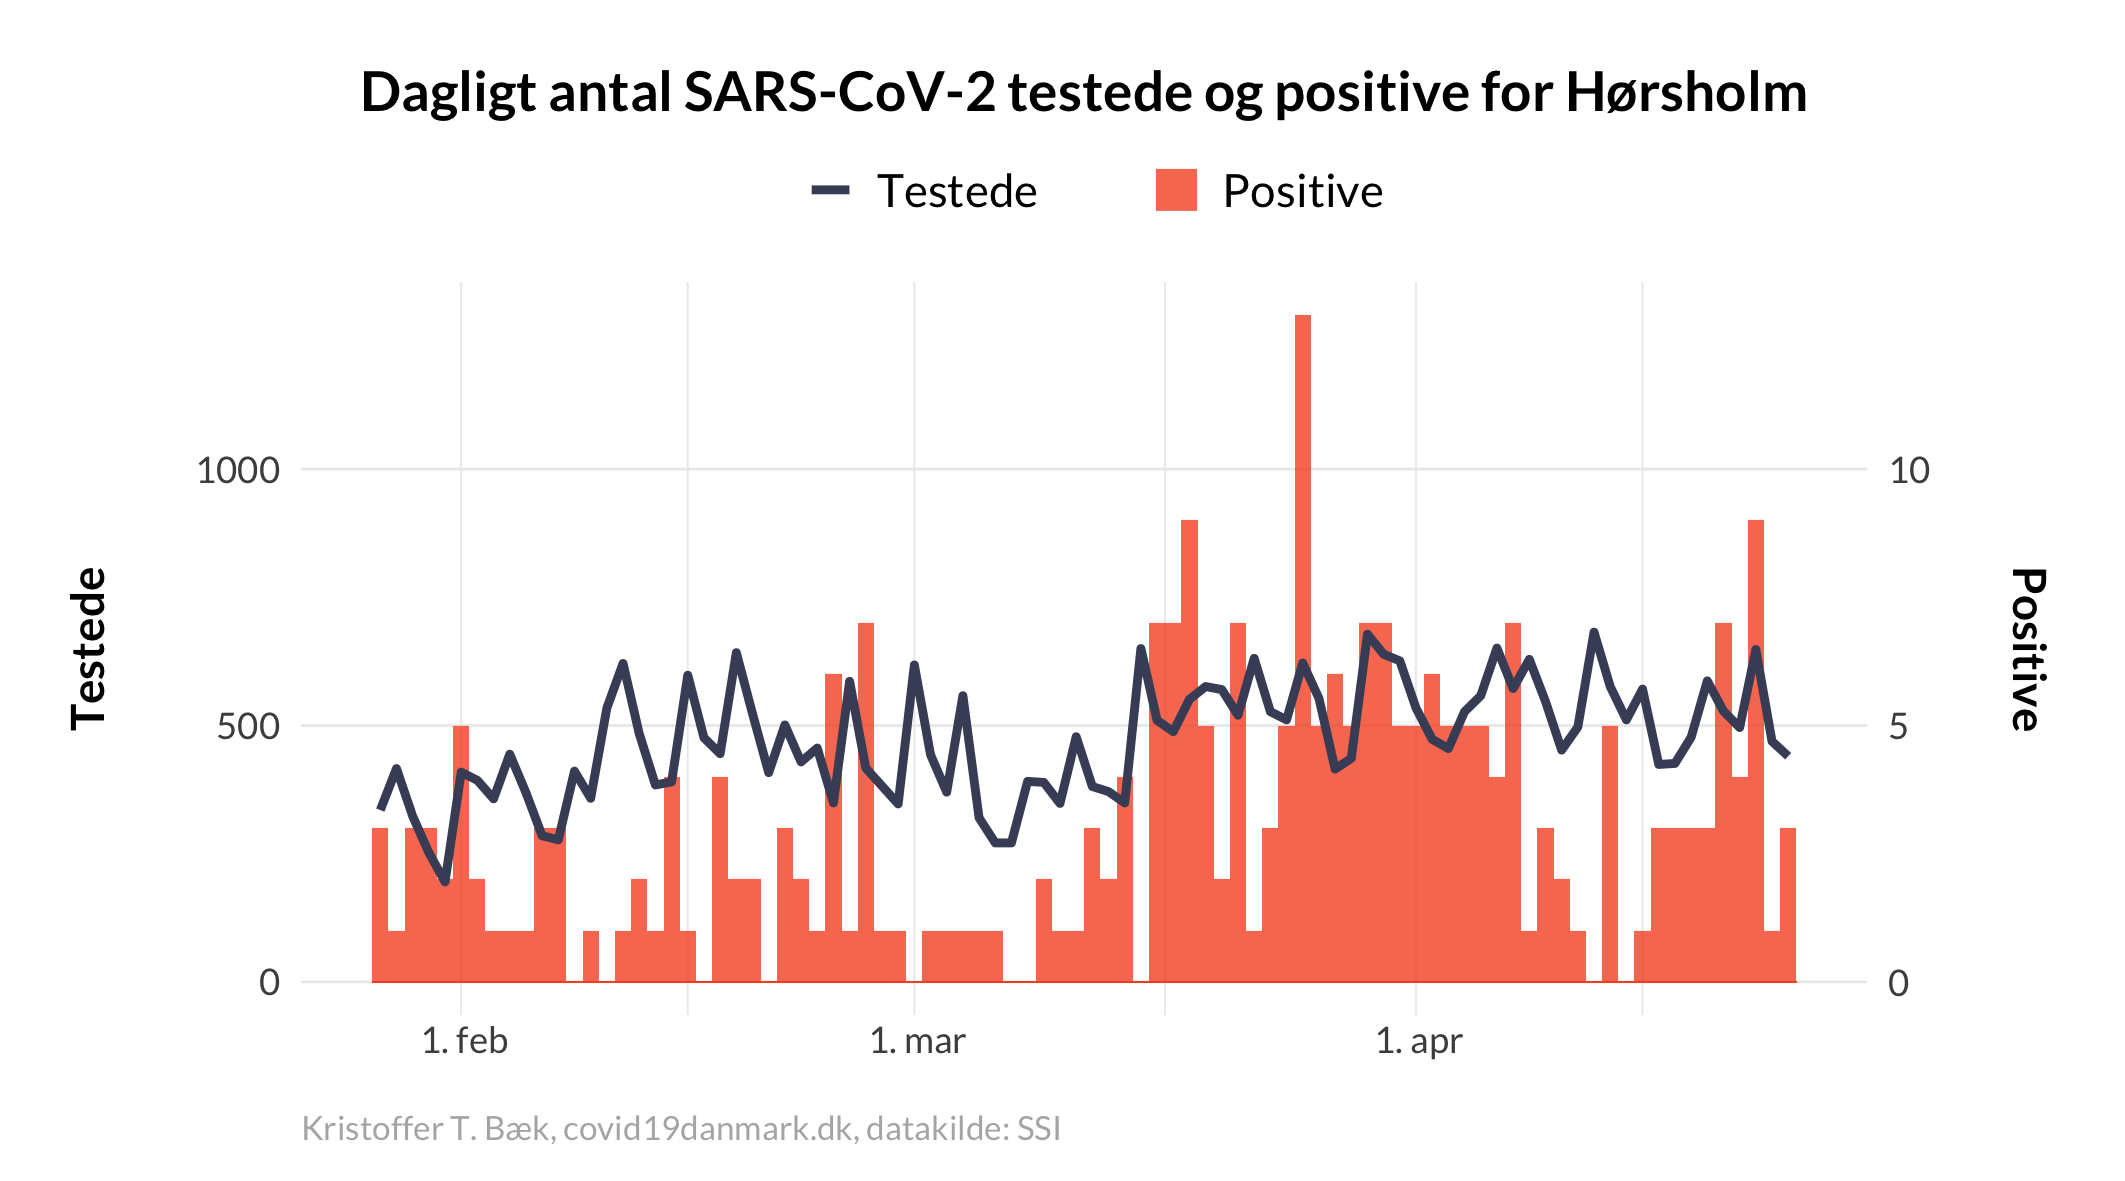 Dagligt antal SARS-CoV-2 testede og positive for Hørsholm
Testede
Positive
Testede
1000
500
0
10
5
0
Positive
1. feb
1. mar
1. apr
Kristoffer T. Bæk, covid19danmark.dk, datakilde: SSI